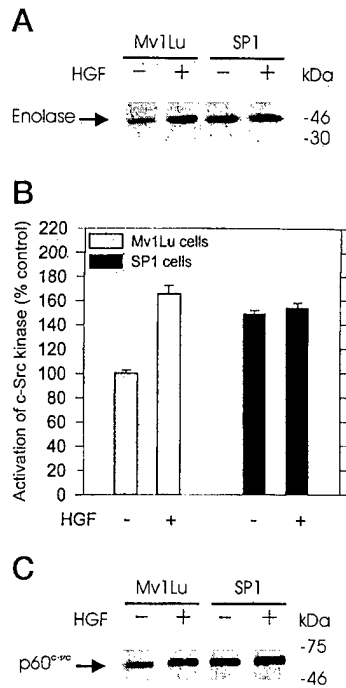 A
Mv1Lu SP1
HGF − + − + kDa
Enolase -46
-30
B
220
200
180
160
140
120
100
80
60
40
20
0
Activation of c-Src kinase (% control)
Mv1Lu cells
SP1 cells
HGF - + - +
C
Mv1Lu SP1
HGF − + − + kDa
-75
p60c-src
-46